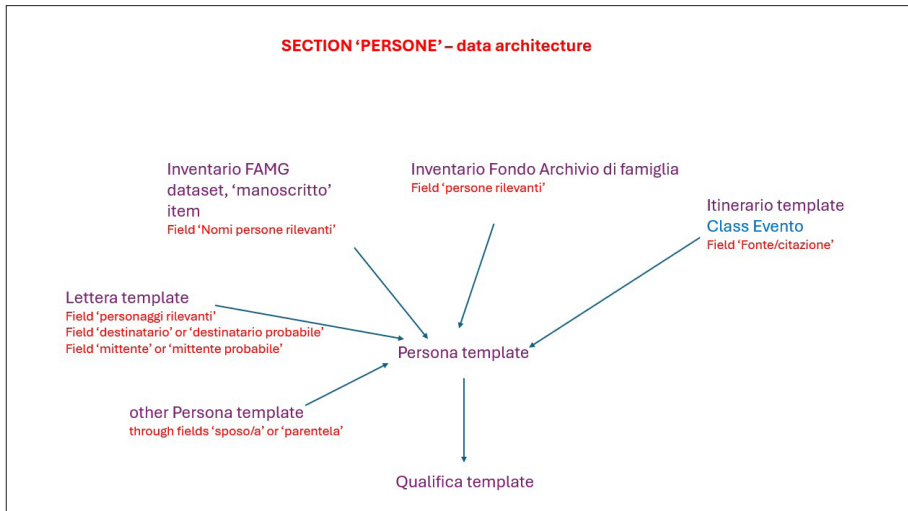 SECTION ‘PERSONE’ – data architecture
Inventario FAMG
dataset, ‘manoscritto’
item
Field ‘Nomi persone rilevanti’
Inventario Fondo Archivio di famiglia
Field ‘persone rilevanti’
Itinerario template
Class Evento
Field ‘Fonte/citazione’
Lettera template
Field ‘personaggi rilevanti’
Field ‘destinatario’ or ‘destinatario probabile’
Field ‘mittente’ or ‘mittente probabile’
Persona template
other Persona template
through fields ‘sposo/a’ or ‘parentela’
Qualifica template